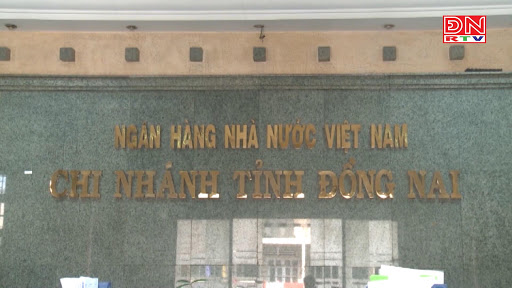 ĐN
RTV
NGÂN HÀNG NHÀ NƯỚC VIỆT NAM
CHI NHÁNH TỈNH ĐỒNG NAI